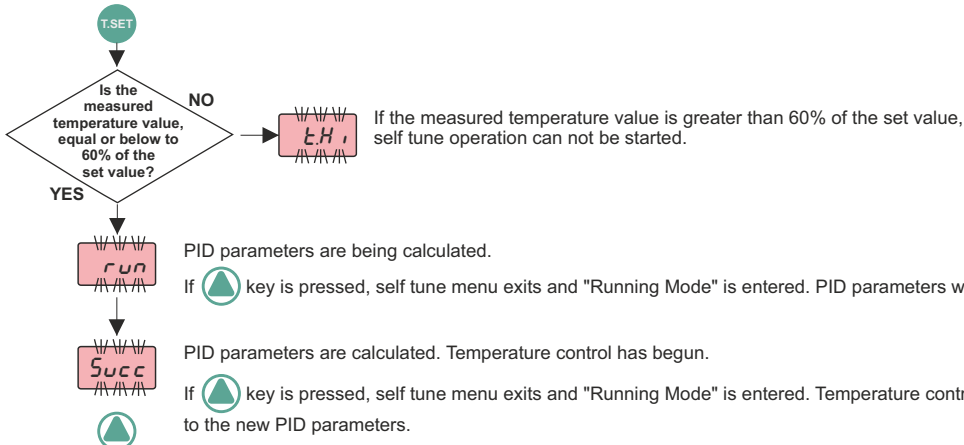 T.SET
Is the
measured
temperature value,
equal or below to
60% of the
set value?
NO
YES
t.Hi
If the measured temperature value is greater than 60% of the set value,
self tune operation can not be started.
run
PID parameters are being calculated.
If key is pressed, self tune menu exits and "Running Mode" is entered. PID parameters w
Succ
PID parameters are calculated. Temperature control has begun.
If key is pressed, self tune menu exits and "Running Mode" is entered. Temperature contr
to the new PID parameters.